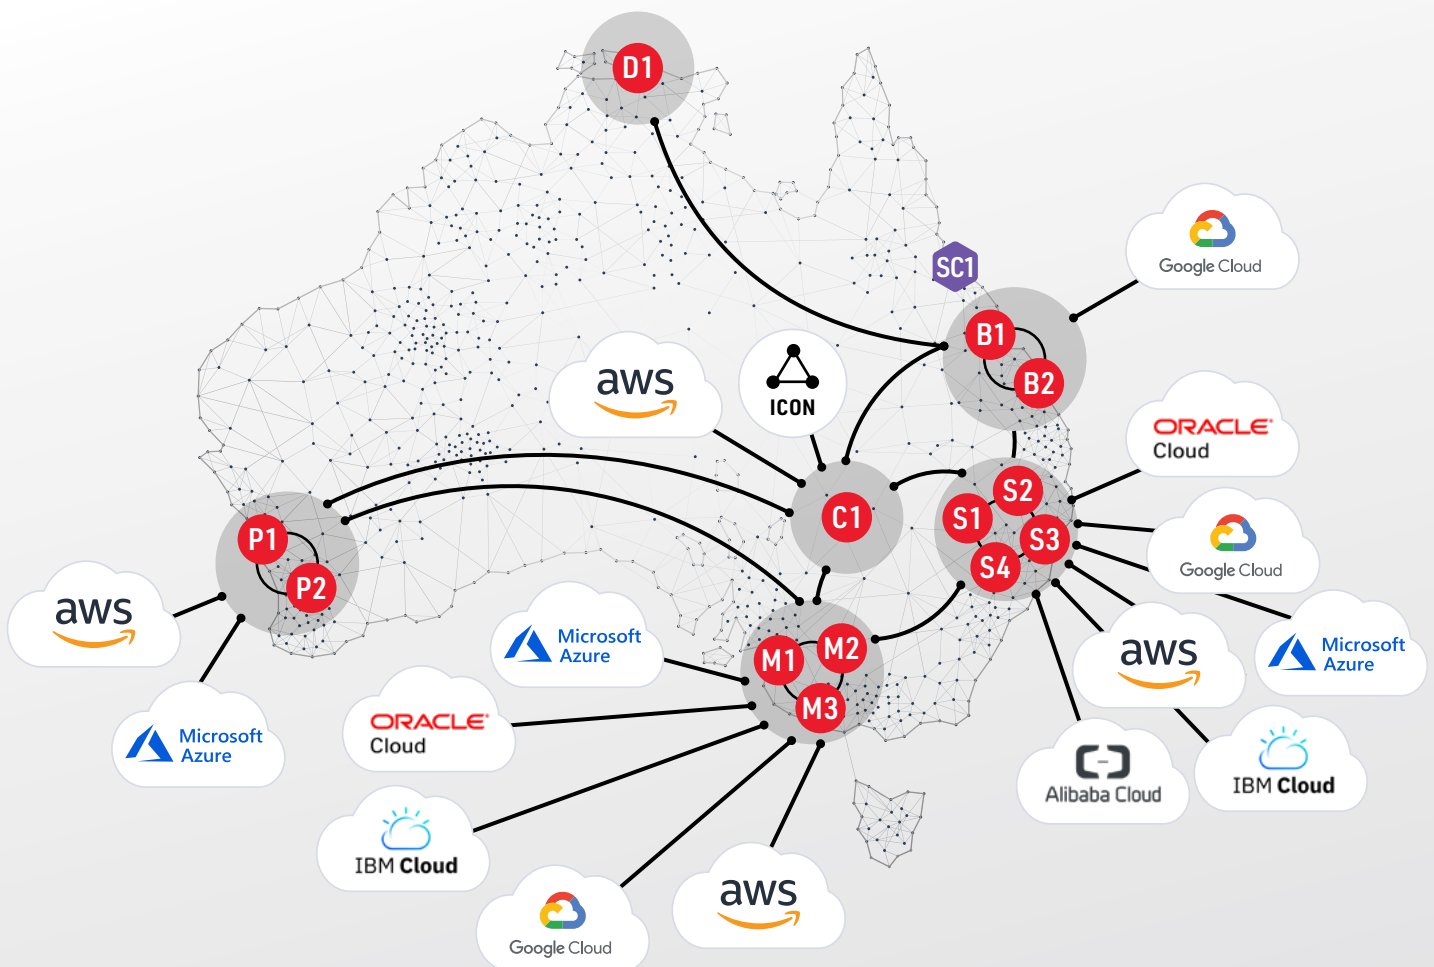 D1
Google Cloud
SC1
B1
B2
aws
ICON
ORACLE®
Cloud
S2
C1
S1
S3
S4
Google Cloud
P1
P2
aws
Microsoft
Azure
M1
M2
M3
aws
Microsoft
Azure
ORACLE®
Cloud
Microsoft
Azure
Alibaba Cloud
IBM Cloud
IBM Cloud
aws
Google Cloud